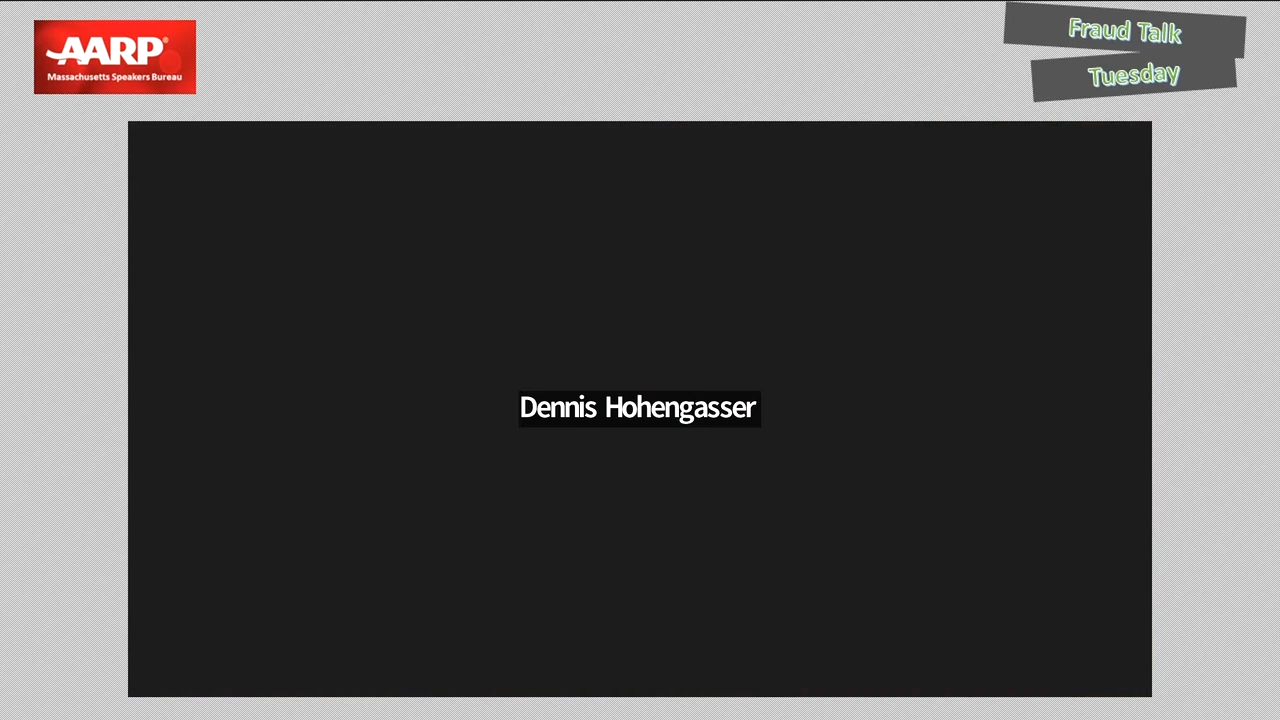 AARP®
Massachusetts Speakers Bureau
Fraud Talk
Tuesday
Dennis Hohengasser